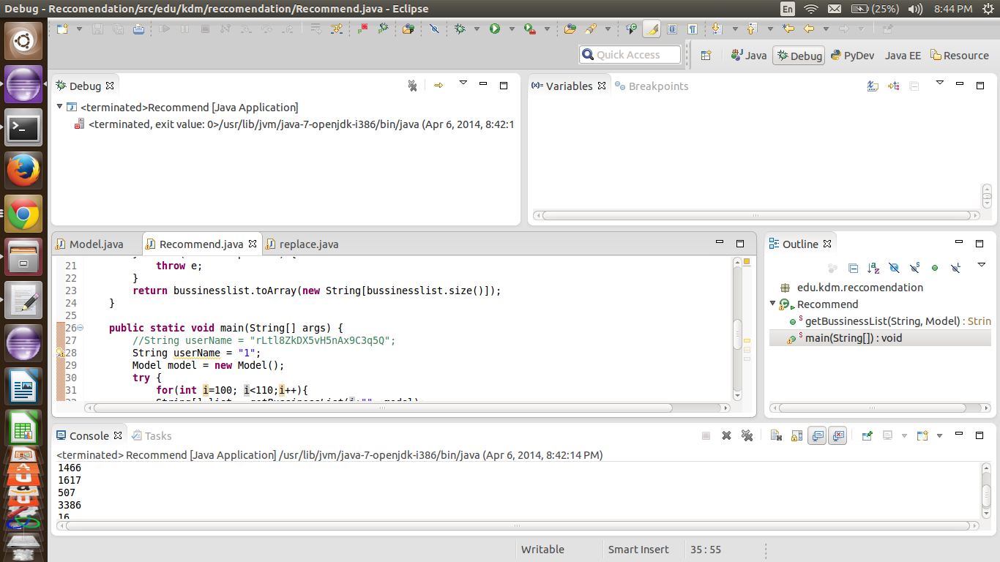 Debug - Reccomendation/src/edu/kdm/reccomendation/Recommend.java - Eclipse
En
(25%)
8:44 PM
Quick Access
Java
Debug
PyDev
Java EE
Resource
Debug
<terminated>Recommend [Java Application]
<terminated, exit value: 0>/usr/lib/jvm/java-7-openjdk-i386/bin/java (Apr 6, 2014, 8:42:1
(x)= Variables
Breakpoints
Model.java
Recommend.java
replace.java
21 throw e;
22 }
23 return bussinesslist.toArray(new String[bussinesslist.size()]);
24 }
25
26 public static void main(String[] args) {
27 //String userName = "rLtl8ZkDX5vH5nAx9C3q5Q";
28 String userName = "1";
29 Model model = new Model();
30 try {
31 for(int i=100; i<110;i++){
Outline
edu.kdm.reccomendation
Recommend
getBussinessList(String, Model) : Strin
main(String[]) : void
Console
Tasks
<terminated> Recommend [Java Application] /usr/lib/jvm/java-7-openjdk-i386/bin/java (Apr 6, 2014, 8:42:14 PM)
1466
1617
507
3386
16
Writable
Smart Insert
35 : 55